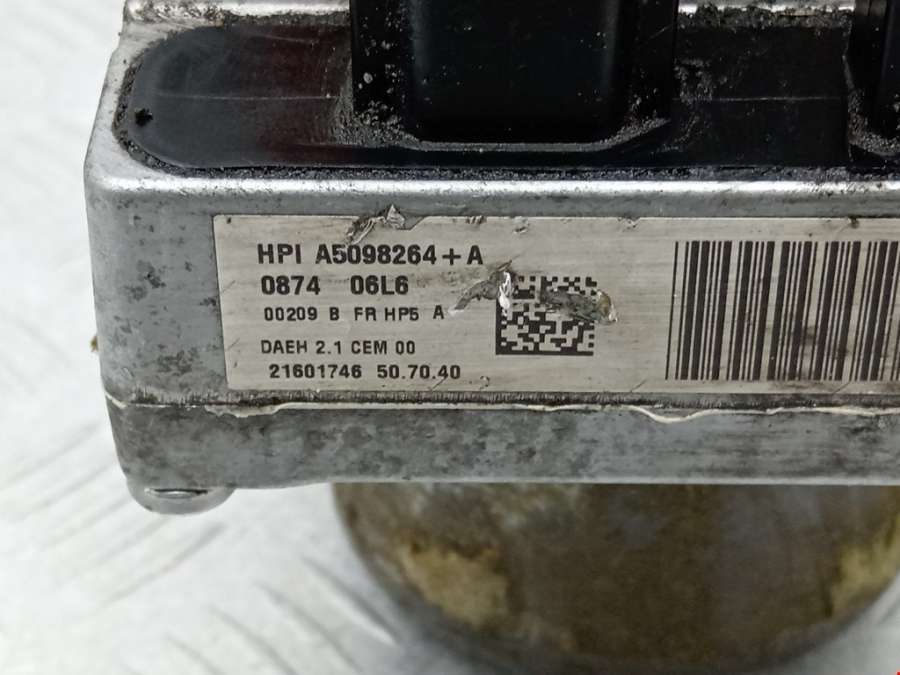 HPI A5098264+A
0874 06L6
00209 B FR HP5 A
DAEH 2.1 CEM 00
21601746 50.70.40